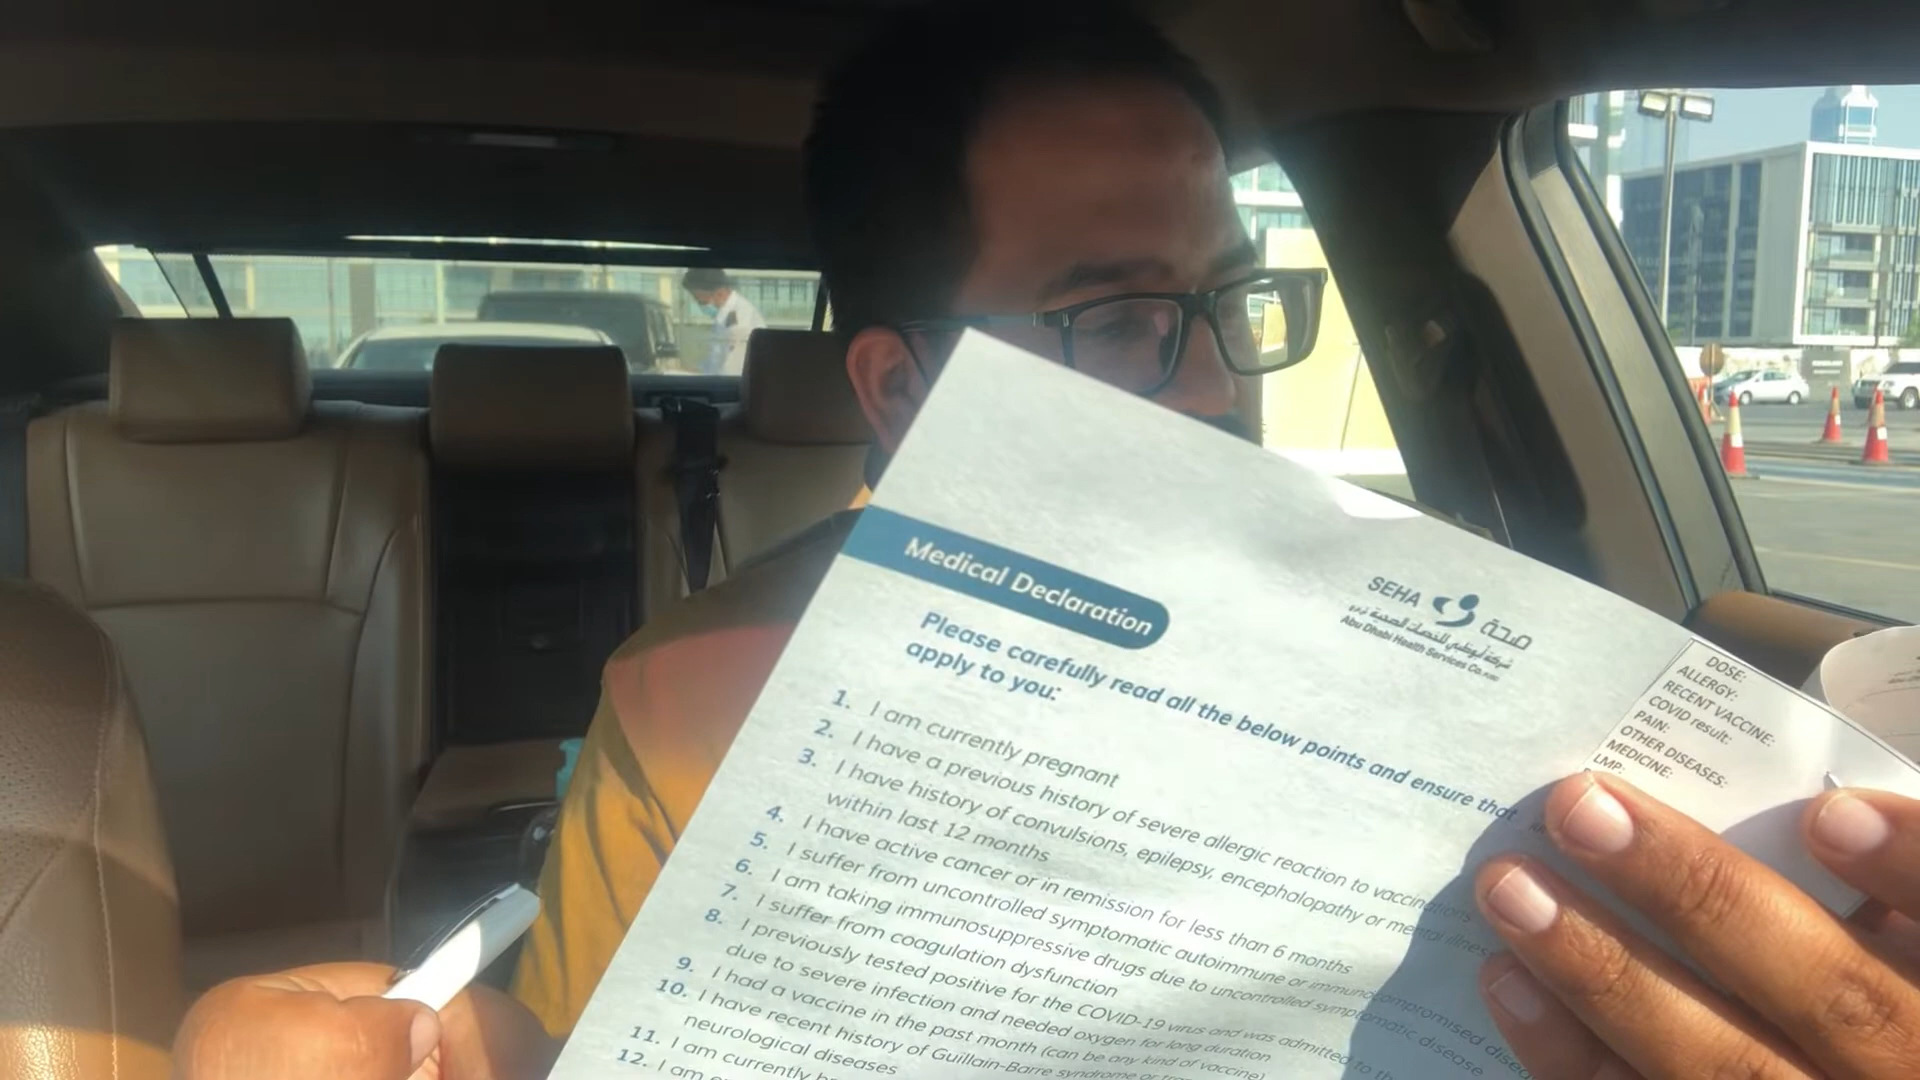 Medical Declaration
SEHA صحة
شركة أبوظبي للخدمات الصحية
Abu Dhabi Health Services Co.
Please carefully read all the below points and ensure that
apply to you:
1. I am currently pregnant
2. I have a previous history of severe allergic reaction to vaccinations
3. I have history of convulsions, epilepsy, encephalopathy or mental illness
within last 12 months
4. I have active cancer or in remission for less than 6 months
5. I suffer from uncontrolled symptomatic autoimmune or immunocompromised
6. I am taking immunosuppressive drugs due to uncontrolled symptomatic disease
7. I suffer from coagulation dysfunction
8. I previously tested positive for the COVID-19 virus and was admitted to
due to severe infection and needed oxygen for long duration
9. I had a vaccine in the past month (can be any kind of vaccine)
10. I have recent history of Guillain-Barre syndrome or
neurological diseases
11. I am currently
12. I am
DOSE:
ALLERGY:
RECENT VACCINE:
COVID result:
PAIN:
OTHER DISEASES:
MEDICINE:
LMP: